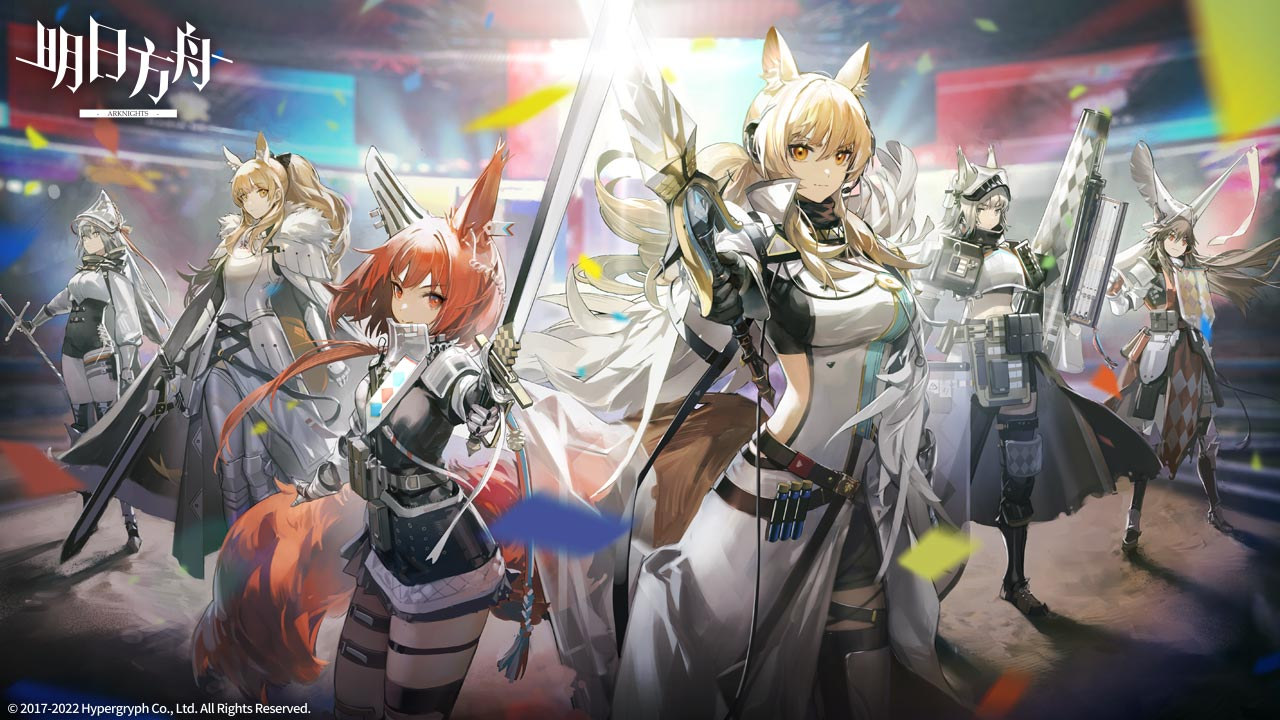 明日方舟
- ARKNIGHTS -
© 2017-2022 Hypergryph Co., Ltd. All Rights Reserved.